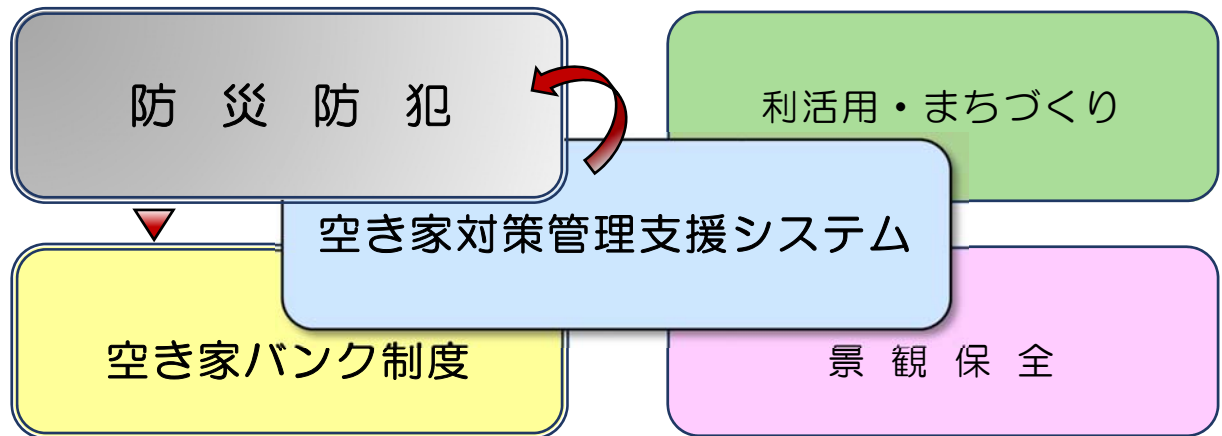 防 災 防 犯
利活用・まちづくり
空き家対策管理支援システム
空き家バンク制度
景 観 保 全